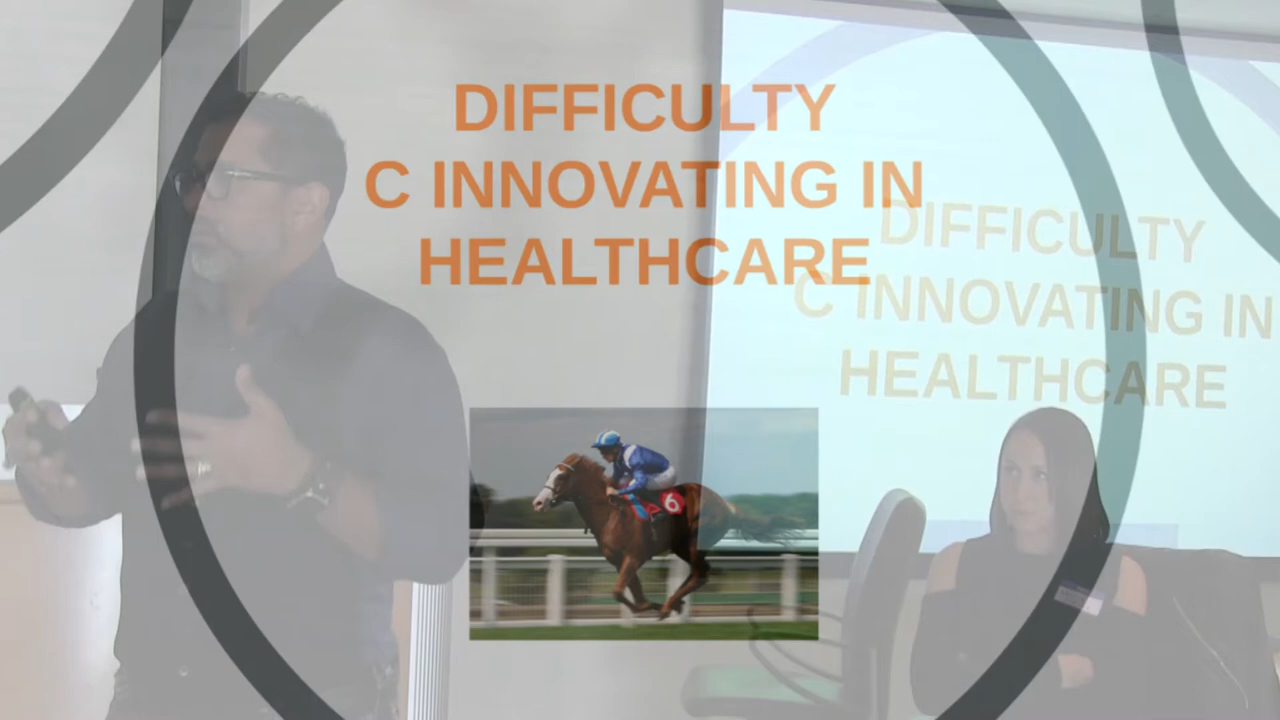 DIFFICULTY
C INNOVATING IN
HEALTHCARE
DIFFICULTY
C INNOVATING IN
HEALTHCARE
6